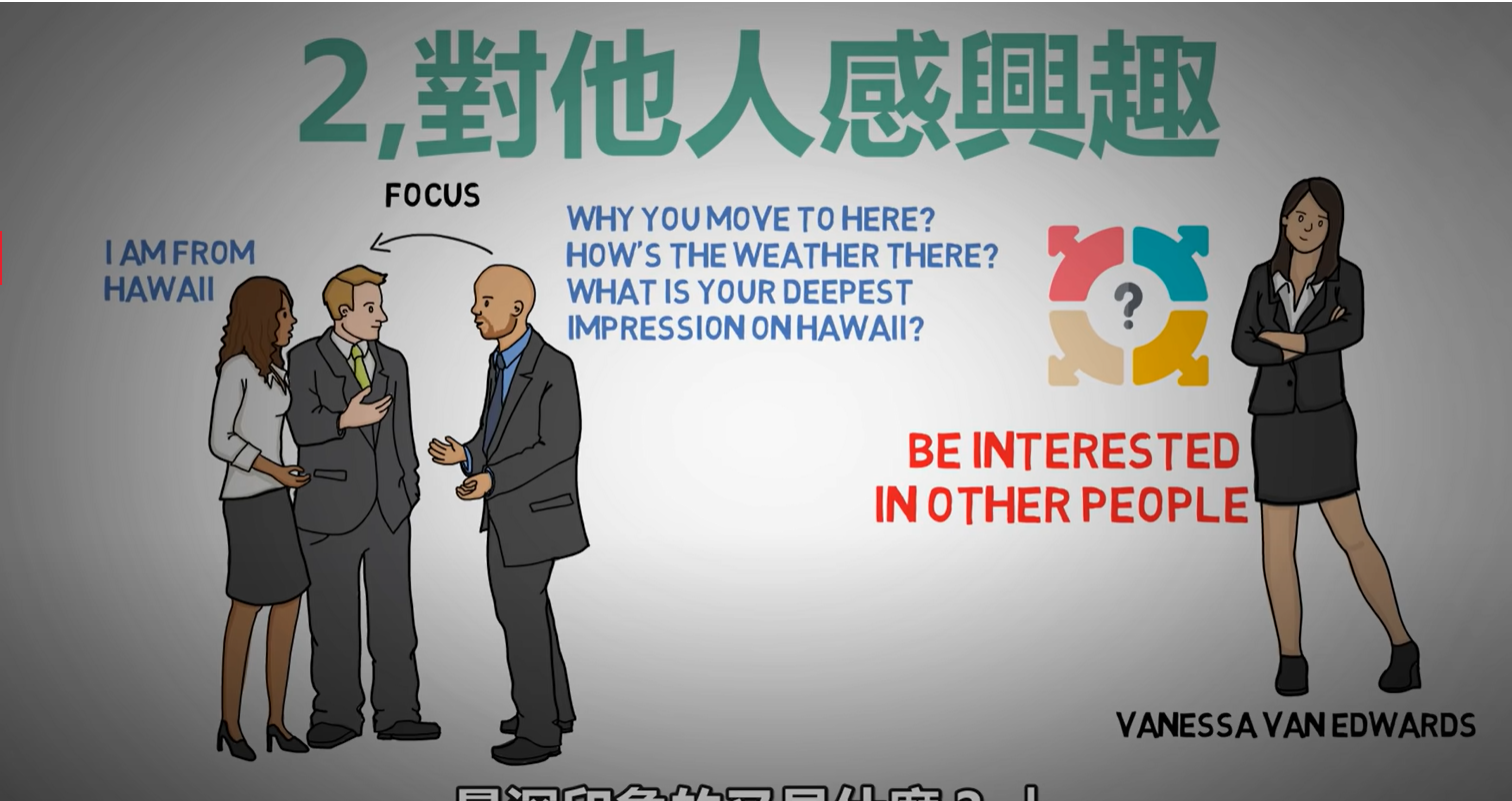 2,對他人感興趣
FOCUS
I AM FROM
HAWAII
WHY YOU MOVE TO HERE?
HOW'S THE WEATHER THERE?
WHAT IS YOUR DEEPEST
IMPRESSION ON HAWAII?
?
BE INTERESTED
IN OTHER PEOPLE
VANESSA VAN EDWARDS